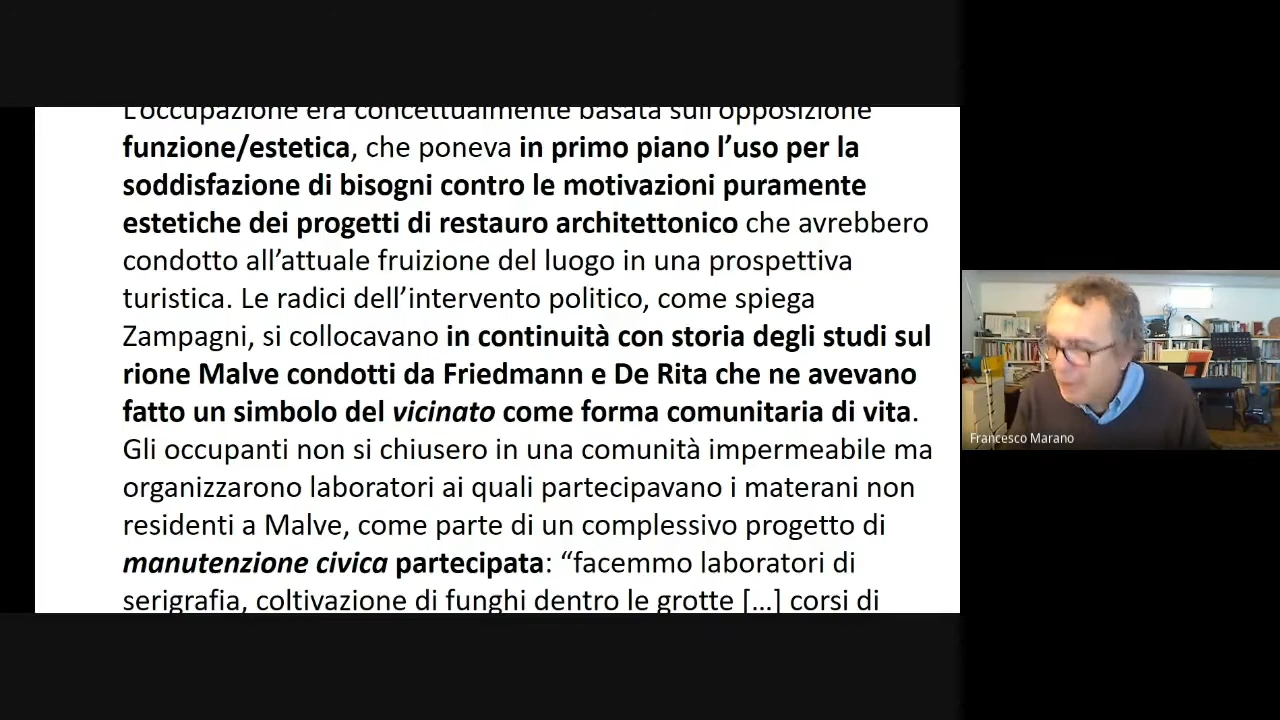 L'occupazione era concettualmente basata sull'opposizione
funzione/estetica, che poneva in primo piano l'uso per la
soddisfazione di bisogni contro le motivazioni puramente
estetiche dei progetti di restauro architettonico che avrebbero
condotto all'attuale fruizione del luogo in una prospettiva
turistica. Le radici dell'intervento politico, come spiega
Zampagni, si collocavano in continuità con storia degli studi sul
rione Malve condotti da Friedmann e De Rita che ne avevano
fatto un simbolo del vicinato come forma comunitaria di vita.
Gli occupanti non si chiusero in una comunità impermeabile ma
organizzarono laboratori ai quali partecipavano i materani non
residenti a Malve, come parte di un complessivo progetto di
manutenzione civica partecipata: “facemmo laboratori di
serigrafia, coltivazione di funghi dentro le grotte […] corsi di
Francesco Marano